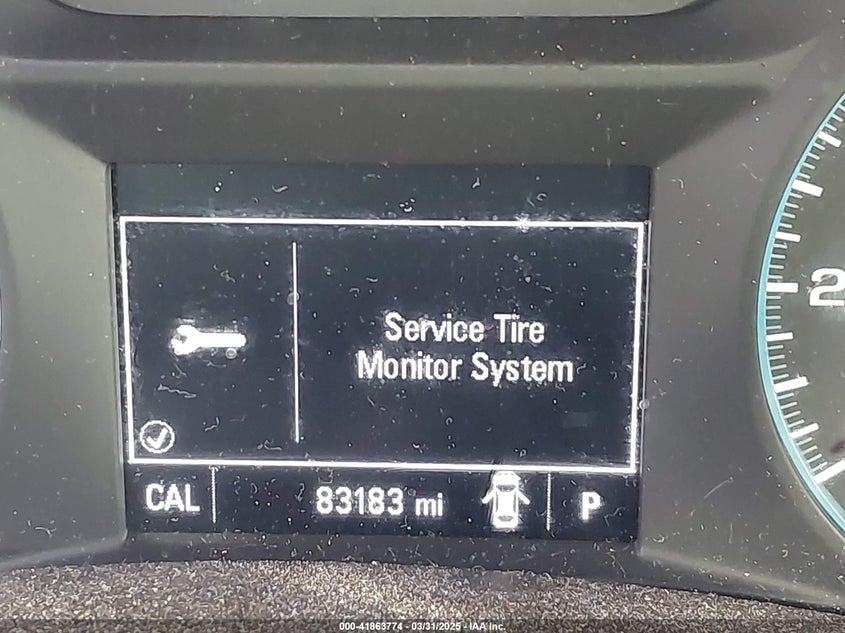 Service Tire
Monitor System
CAL 83183 mi P
2
000-41863774 - 03/31/2025 - IAA Inc.